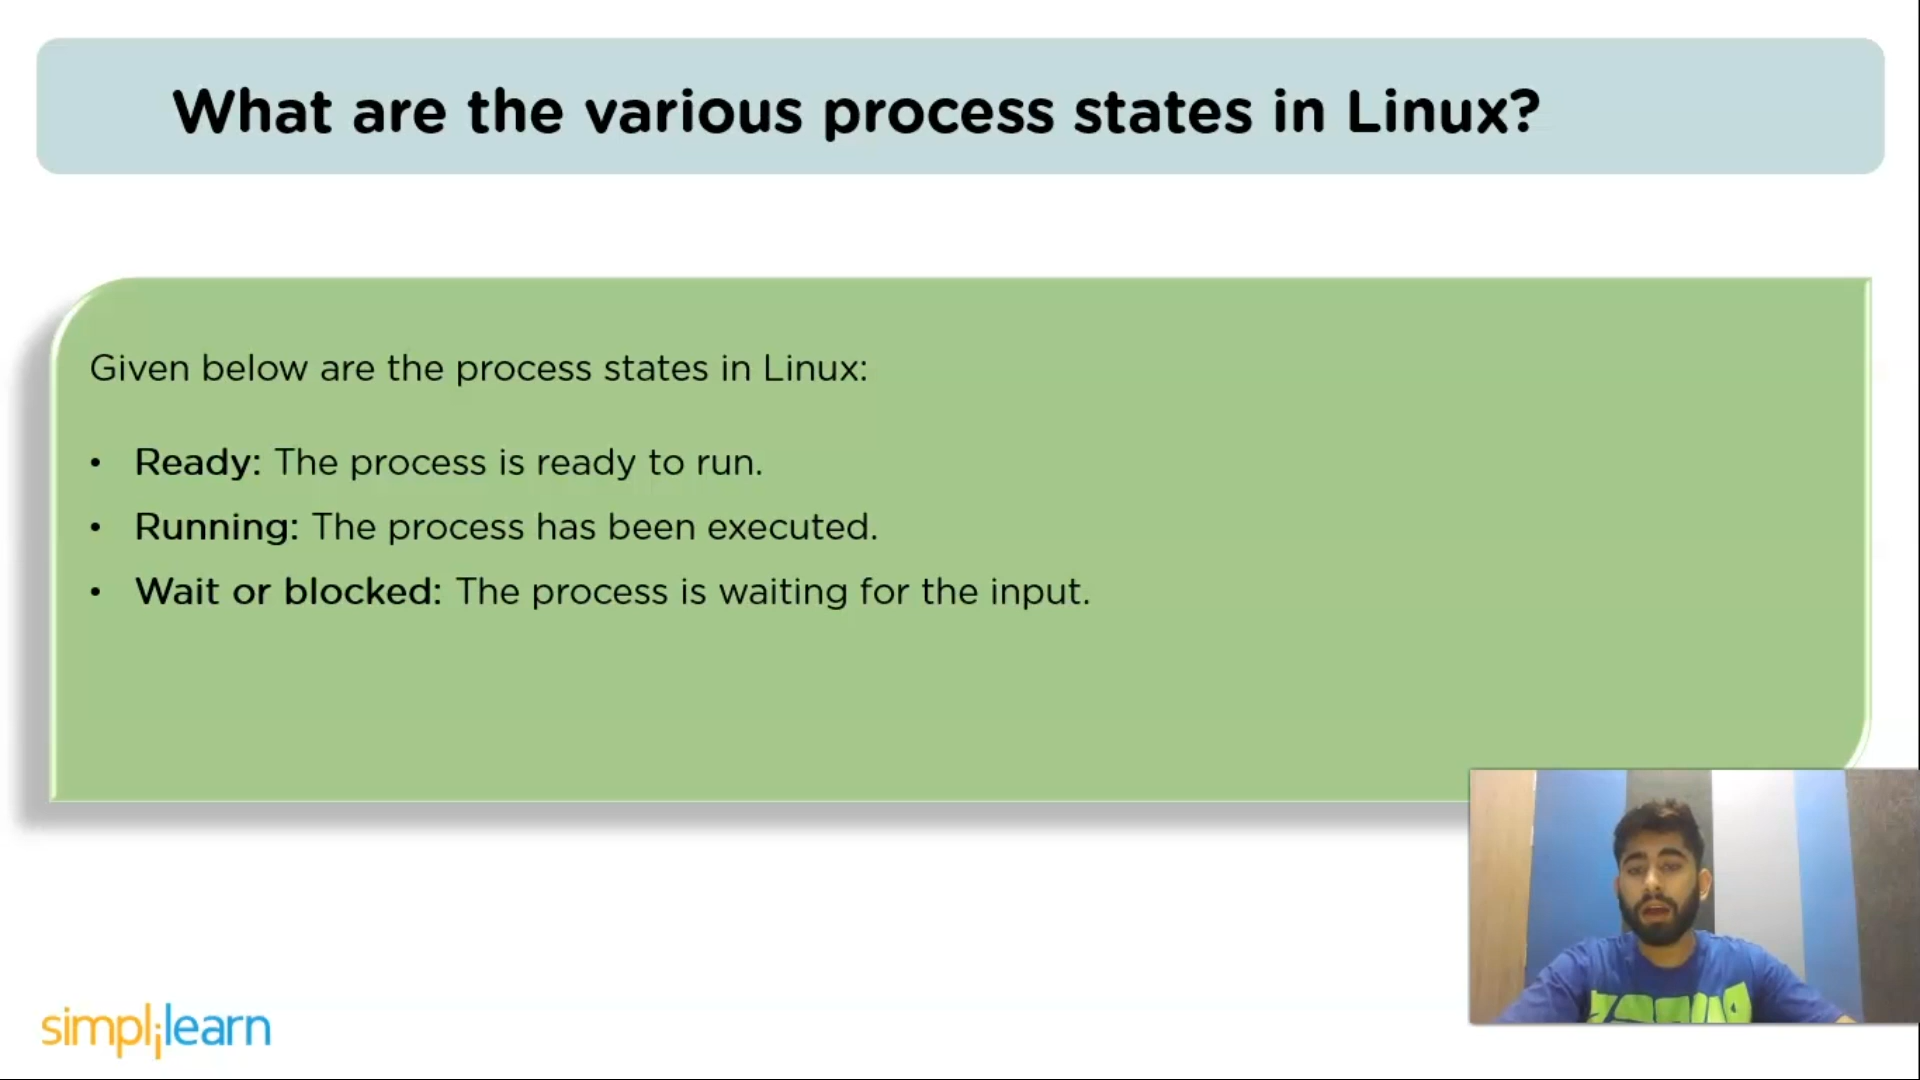 What are the various process states in Linux?
Given below are the process states in Linux:
• Ready: The process is ready to run.
• Running: The process has been executed.
• Wait or blocked: The process is waiting for the input.
simplilearn